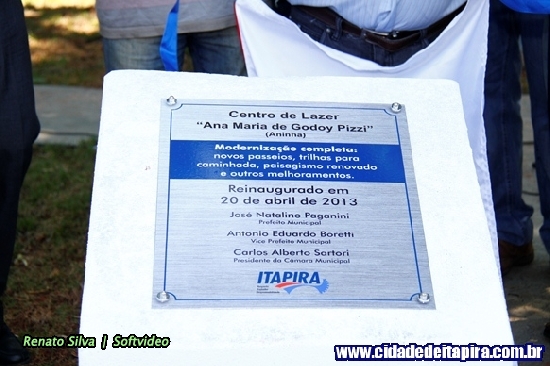 Centro de Lazer
"Ana Maria de Godoy Pizzi"
(Aninha)
Modernização completa:
novos passeios, trilhas para
caminhada, paisagismo renovado
e outros melhoramentos.
Reinaugurado em
20 de abril de 2013
José Natalino Paganini
Prefeito Municipal
Antonio Eduardo Boretti
Vice Prefeito Municipal
Carlos Alberto Sartori
Presidente da Câmara Municipal
ITAPIRA
Renato Silva | Softvideo
www.cidadedeitapira.com.br